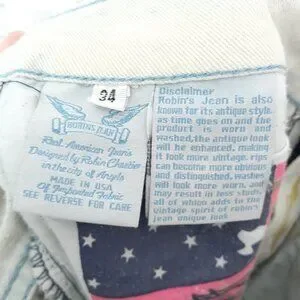 34
ROBIN'S JEAN
Real American Jeans
Designed by Robin Chretien
in the city of Angels
MADE IN USA
Of Imported Fabric
SEE REVERSE FOR CARE
Disclaimer
Robin's Jean is also
known for its antique style.
as time goes on and the
product is worn and
washed,the antique look
will be enhanced, making
it look more vintage. rips
can become more obvious
and distinguished, washes
will look more worn, and
may result in less shats,
all of which adds to the
vintage spirit of robin's
jean unique look